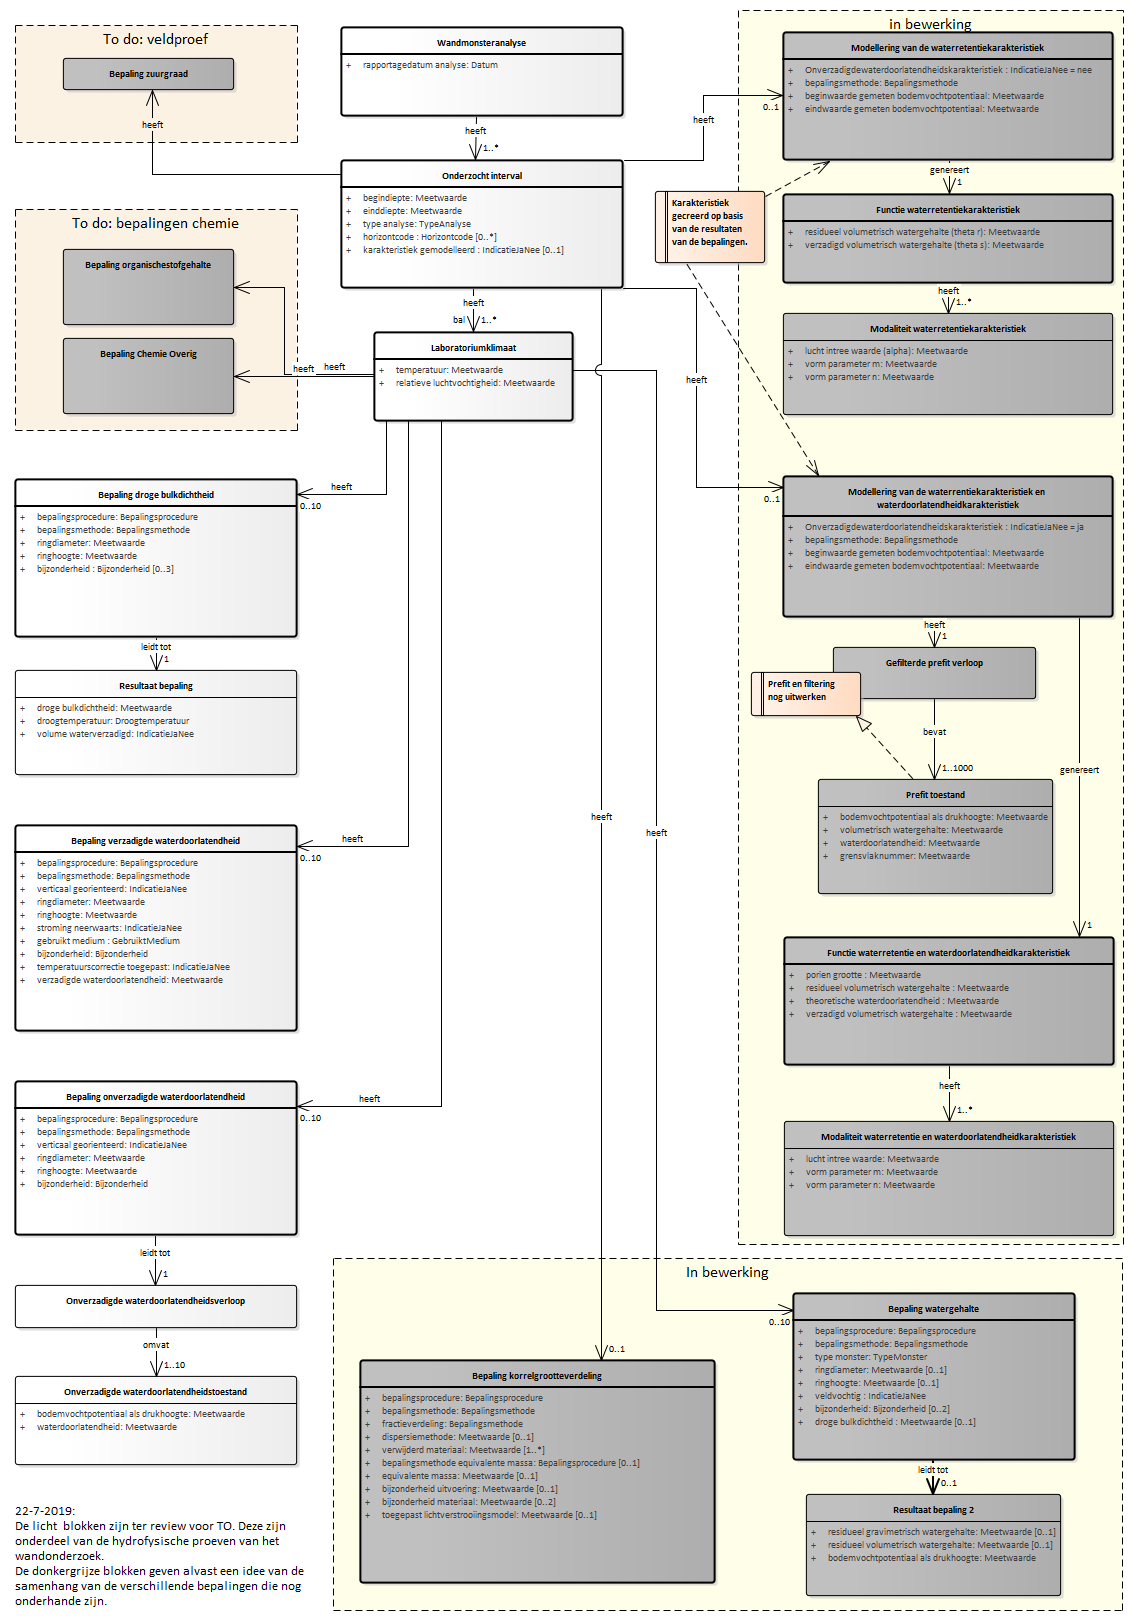 To do: veldproef
Bepaling zuurgraad
heeft
Wandmonsteranalyse
+ rapportagedatum analyse: Datum
heeft
1..*
Onderzocht interval
+ begindiepte: Meetwaarde
+ einddiepte: Meetwaarde
+ type analyse: TypeAnalyse
+ horizontcode : Horizontcode [0..*]
+ karakteristiek gemodelleerd : IndicatieJaNee [0..1]
heeft
bal 1..*
Laboratoriumklimaat
+ temperatuur: Meetwaarde
+ relatieve luchtvochtigheid: Meetwaarde
To do: bepalingen chemie
Bepaling organischestofgehalte
Bepaling Chemie Overig
heeft
heeft
heeft
0..10
Bepaling droge bulkdichtheid
+ bepalingsprocedure: Bepalingsprocedure
+ bepalingsmethode: Bepalingsmethode
+ ringdiameter: Meetwaarde
+ ringhoogte: Meetwaarde
+ bijzonderheid : Bijzonderheid [0..3]
leidt tot
1
Resultaat bepaling
+ droge bulkdichtheid: Meetwaarde
+ droogtemperatuur: Droogtemperatuur
+ volume waterverzadigd: IndicatieJaNee
heeft
0..10
Bepaling verzadigde waterdoorlatendheid
+ bepalingsprocedure: Bepalingsprocedure
+ bepalingsmethode: Bepalingsmethode
+ verticaal georienteerd: IndicatieJaNee
+ ringdiameter: Meetwaarde
+ ringhoogte: Meetwaarde
+ stroming neerwaarts: IndicatieJaNee
+ gebruikt medium : GebruiktMedium
+ bijzonderheid: Bijzonderheid
+ temperatuurscorrectie toegepast: IndicatieJaNee
+ verzadigde waterdoorlatendheid: Meetwaarde
heeft
0..10
Bepaling onverzadigde waterdoorlatendheid
+ bepalingsprocedure: Bepalingsprocedure
+ bepalingsmethode: Bepalingsmethode
+ verticaal georienteerd: IndicatieJaNee
+ ringdiameter: Meetwaarde
+ ringhoogte: Meetwaarde
+ bijzonderheid: Bijzonderheid
leidt tot
1
Onverzadigde waterdoorlatendheidsverloop
omvat
1..10
Onverzadigde waterdoorlatendheidstoestand
+ bodemvochtpotentiaal als drukhoogte: Meetwaarde
+ waterdoorlatendheid: Meetwaarde
22-7-2019:
De licht blokken zijn ter review voor TO. Deze zijn
onderdeel van de hydrofysische proeven van het
wandonderzoek.
De donkergrijze blokken geven alvast een idee van de
samenhang van de verschillende bepalingen die nog
onderhande zijn.
in bewerking
heeft
0..1
Modellering van de waterretentiekarakteristiek
+ Onverzadigdewaterdoorlatendheidskarakteristiek : IndicatieJaNee = nee
+ bepalingsmethode: Bepalingsmethode
+ beginwaarde gemeten bodemvochtpotentiaal: Meetwaarde
+ eindwaarde gemeten bodemvochtpotentiaal: Meetwaarde
genereert
1
Karakteristiek
gecreerd op basis
van de resultaten
van de bepalingen.
Functie waterretentiekarakteristiek
+ residueel volumetrisch watergehalte (theta r): Meetwaarde
+ verzadigd volumetrisch watergehalte (theta s): Meetwaarde
heeft
1..*
Modaliteit waterretentiekarakteristiek
+ lucht intree waarde (alpha): Meetwaarde
+ vorm parameter m: Meetwaarde
+ vorm parameter n: Meetwaarde
heeft
0..1
Modellering van de waterrentiekarakteristiek en
waterdoorlatendheidkarakteristiek
+ Onverzadigdewaterdoorlatendheidskarakteristiek : IndicatieJaNee = ja
+ bepalingsmethode: Bepalingsmethode
+ beginwaarde gemeten bodemvochtpotentiaal: Meetwaarde
+ eindwaarde gemeten bodemvochtpotentiaal: Meetwaarde
heeft
1
Gefilterde prefit verloop
Prefit en filtering
nog uitwerken
bevat
1..1000
genereert
1
Prefit toestand
+ bodemvochtpotentiaal als drukhoogte: Meetwaarde
+ volumetrisch watergehalte: Meetwaarde
+ waterdoorlatendheid: Meetwaarde
+ grensvlaknummer: Meetwaarde
Functie waterretentie en waterdoorlatendheidkarakteristiek
+ porien grootte : Meetwaarde
+ residueel volumetrisch watergehalte : Meetwaarde
+ theoretische waterdoorlatendheid : Meetwaarde
+ verzadigd volumetrisch watergehalte : Meetwaarde
heeft
1..*
Modaliteit waterretentie en waterdoorlatendheidkarakteristiek
+ lucht intree waarde: Meetwaarde
+ vorm parameter m: Meetwaarde
+ vorm parameter n: Meetwaarde
In bewerking
heeft
0..1
Bepaling korrelgrootteverdeling
+ bepalingsprocedure: Bepalingsprocedure
+ bepalingsmethode: Bepalingsmethode
+ fractieverdeling: Bepalingsmethode
+ dispersiemethode: Meetwaarde [0..1]
+ verwijderd materiaal: Meetwaarde [1..*]
+ bepalingsmethode equivalente massa: Bepalingsprocedure [0..1]
+ equivalente massa: Meetwaarde [0..1]
+ bijzonderheid uitvoering: Meetwaarde [0..1]
+ bijzonderheid materiaal: Meetwaarde [0..2]
+ toegepast lichtverstrooiingsmodel: Meetwaarde [0..1]
heeft
0..10
Bepaling watergehalte
+ bepalingsprocedure: Bepalingsprocedure
+ bepalingsmethode: Bepalingsmethode
+ type monster: TypeMonster
+ ringdiameter: Meetwaarde [0..1]
+ ringhoogte: Meetwaarde [0..1]
+ veldvochtig : IndicatieJaNee
+ bijzonderheid: Bijzonderheid [0..2]
+ droge bulkdichtheid : Meetwaarde [0..1]
leidt tot
0..1
Resultaat bepaling 2
+ residueel gravimetrisch watergehalte: Meetwaarde [0..1]
+ residueel volumetrisch watergehalte: Meetwaarde [0..1]
+ bodemvochtpotentiaal als drukhoogte: Meetwaarde